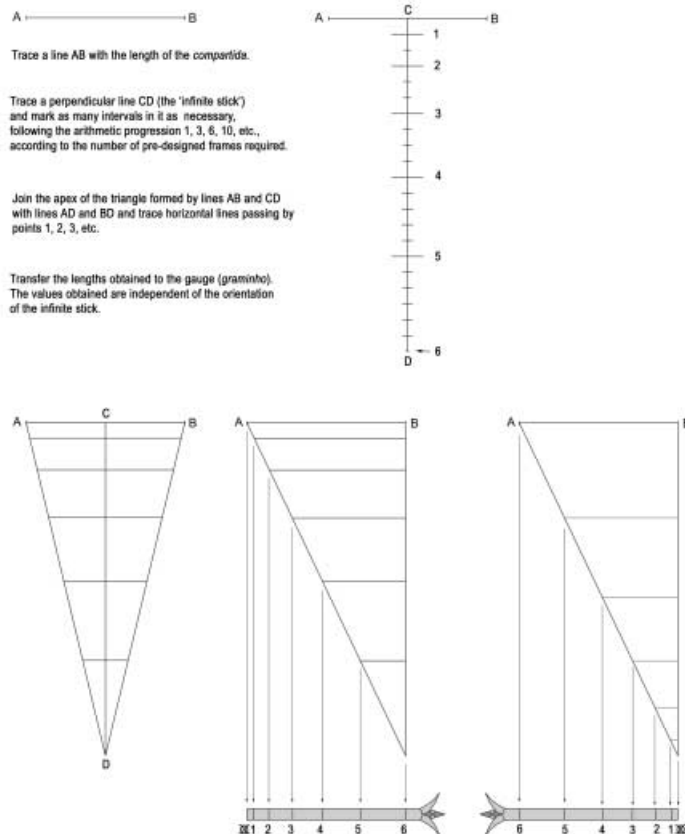 A B
Trace a line AB with the length of the compartida.
Trace a perpendicular line CD (the 'infinite stick')
and mark as many intervals in it as necessary,
following the arithmetic progression 1, 3, 6, 10, etc.,
according to the number of pre-designed frames required.
Join the apex of the triangle formed by lines AB and CD
with lines AD and BD and trace horizontal lines passing by
points 1, 2, 3, etc.
Transfer the lengths obtained to the gauge (graminho).
The values obtained are independent of the orientation
of the infinite stick.
C
A B
1
2
3
4
5
6
D
C
A B
D
A B
1 2 3 4 5 6
A
6 5 4 3 2 1